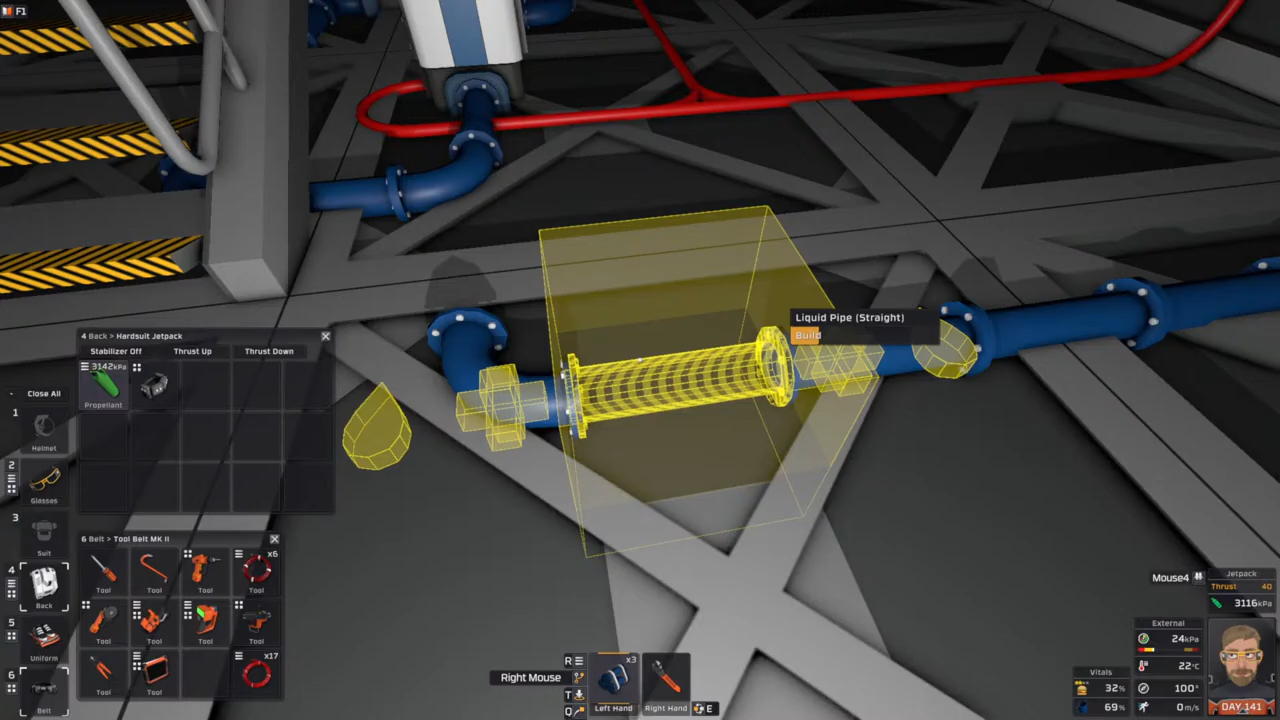 F1
Liquid Pipe (Straight)
Build
4 Back > Hardsuit Jetpack
Stabilizer Off
Thrust Up
Thrust Down
3142kPa
Propellant
Close All
1
Helmet
2
Glasses
3
Suit
4
Back
5
Uniform
6
Belt
6 Belt > Tool Belt MK II
x6
Tool
Tool
Tool
Tool
Tool
Tool
Tool
Tool
x17
Tool
Tool
Tool
Right Mouse
R
T
Q
x3
Left Hand
Right Hand
E
Mouse4
Jetpack
Thrust 40
3116kPa
External
24kPa
22°C
100°
0m/s
Vitals
32%
69%
DAY 141